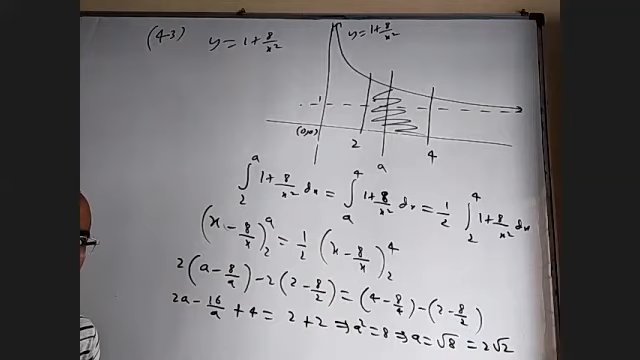 (43) y = 1 + 8/x²
y = 1 + 8/x²
1
(0,0)
2 a 4
∫₂ᵃ 1 + 8/x² dx = ∫ₐ⁴ 1 + 8/x² dx = 1/2 ∫₂⁴ 1 + 8/x² dx
(x - 8/x)₂ᵃ = 1/2 (x - 8/x)₂⁴
2(a - 8/a) - 2(2 - 8/2) = (4 - 8/4) - (2 - 8/2)
2a - 16/a + 4 = 2 + 2 ⇒ a² = 8 ⇒ a = √8 = 2√2